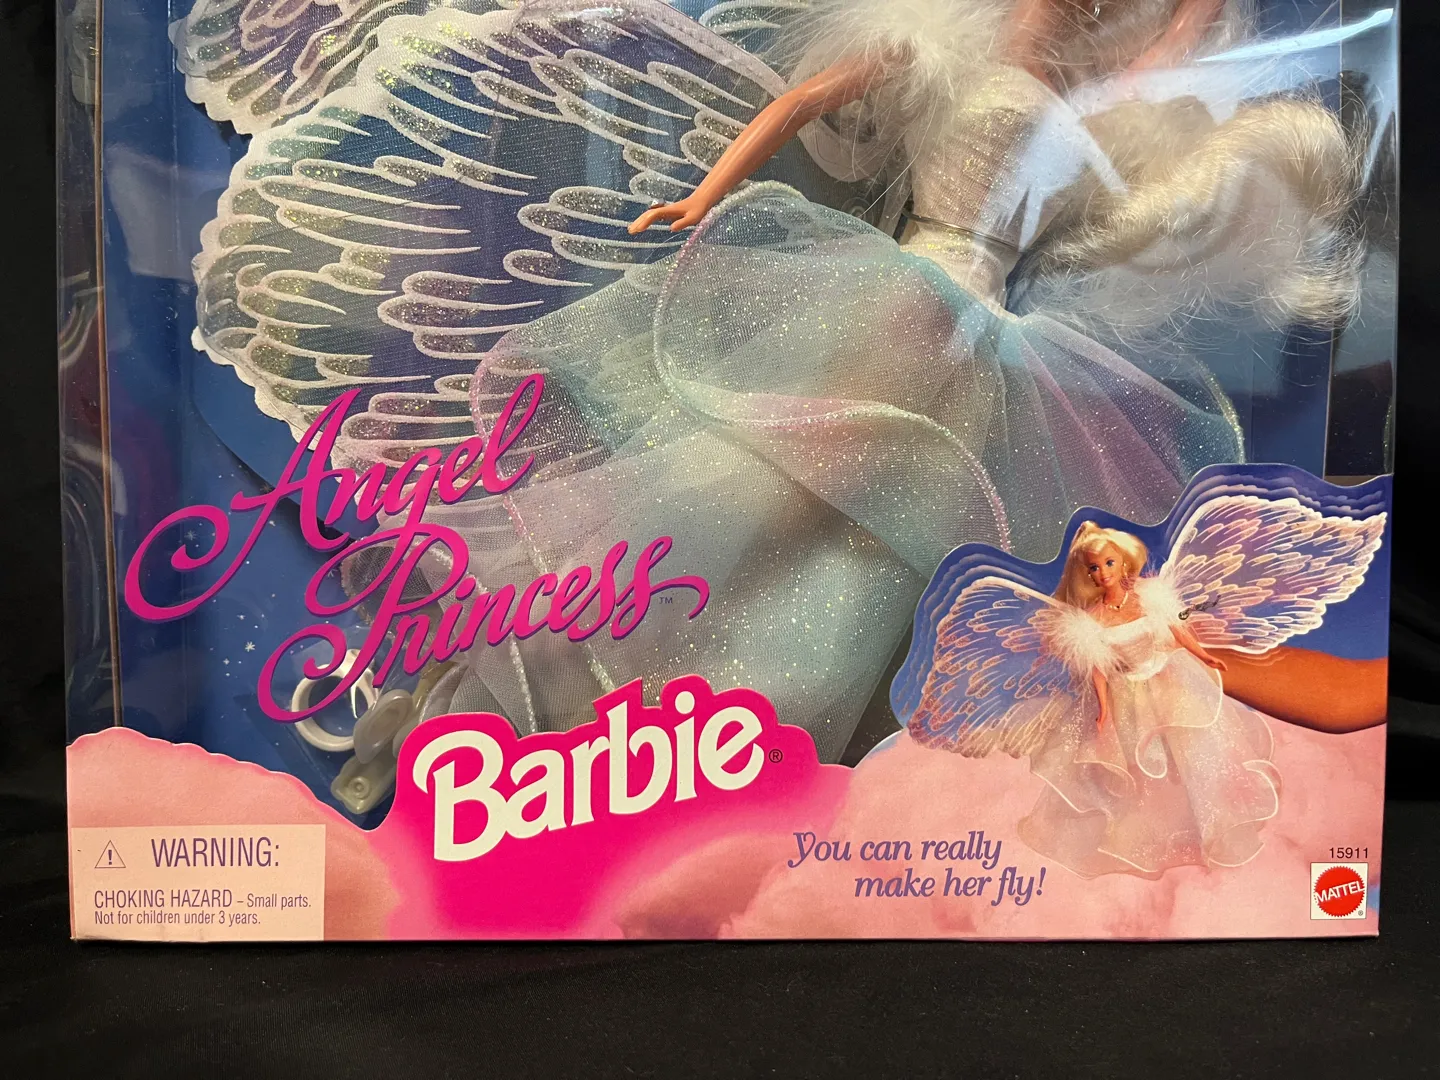 Angel
Princess™
Barbie®
WARNING:
CHOKING HAZARD – Small parts.
Not for children under 3 years.
You can really
make her fly!
15911
MATTEL
®